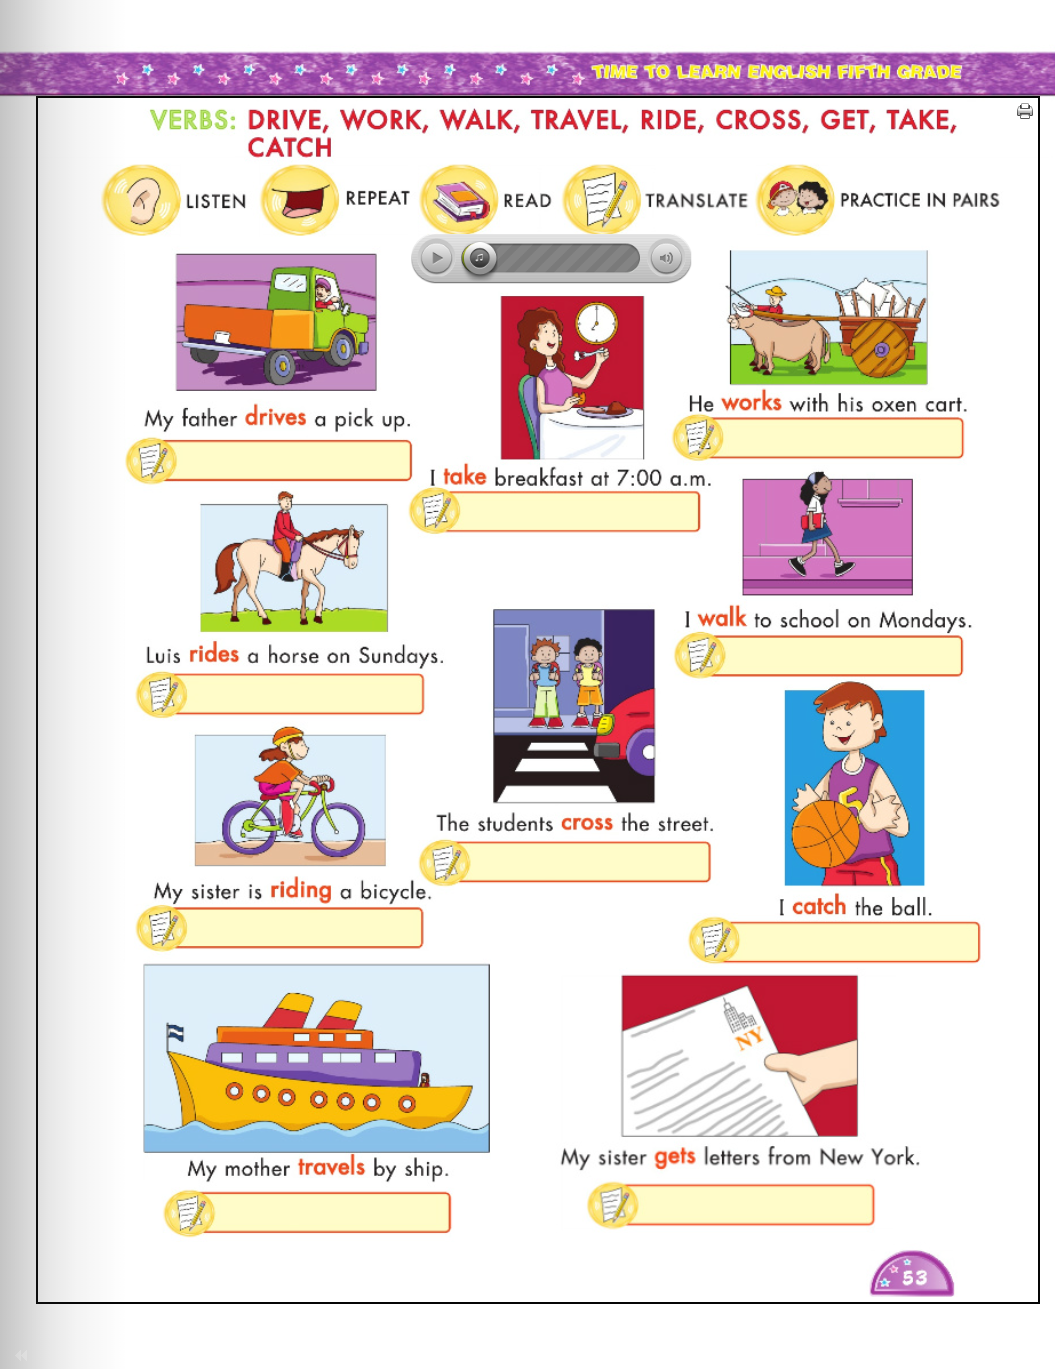 TIME TO LEARN ENGLISH FIFTH GRADE
VERBS: DRIVE, WORK, WALK, TRAVEL, RIDE, CROSS, GET, TAKE,
CATCH
LISTEN
REPEAT
READ
TRANSLATE
PRACTICE IN PAIRS
My father drives a pick up.
I take breakfast at 7:00 a.m.
He works with his oxen cart.
Luis rides a horse on Sundays.
I walk to school on Mondays.
The students cross the street.
My sister is riding a bicycle.
I catch the ball.
NY
My mother travels by ship.
My sister gets letters from New York.
53